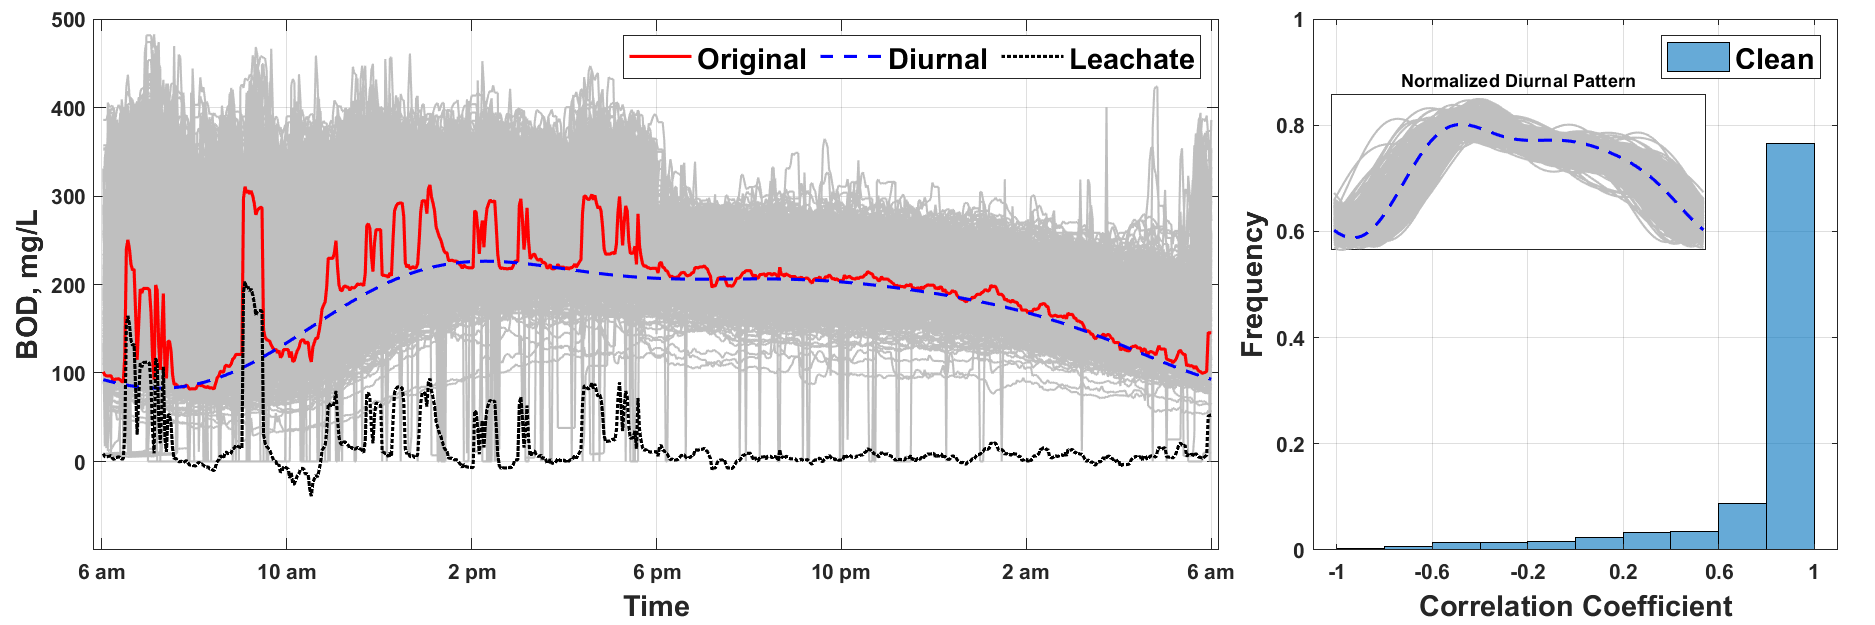 500
400
300
200
100
0
BOD, mg/L
Original Diurnal Leachate
6 am 10 am 2 pm 6 pm 10 pm 2 am 6 am
Time
1
0.8
0.6
0.4
0.2
0
Frequency
Clean
Normalized Diurnal Pattern
-1 -0.6 -0.2 0.2 0.6 1
Correlation Coefficient